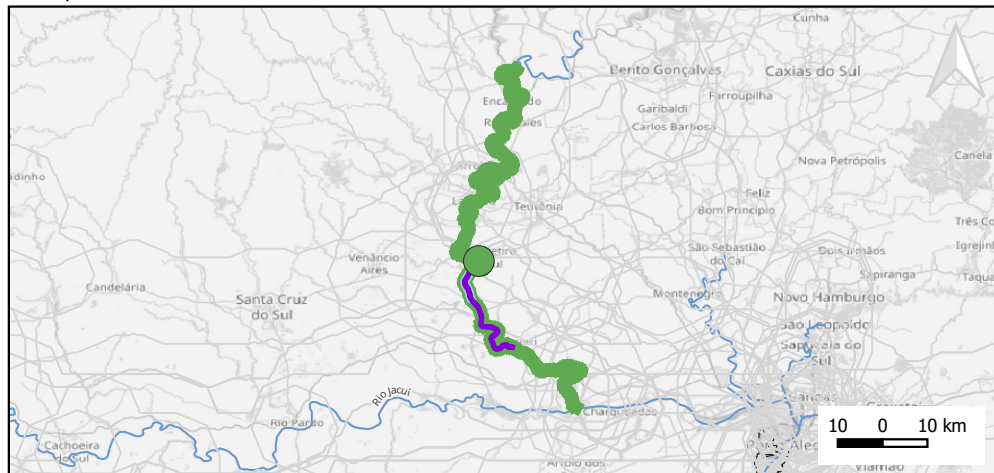 Cunha
Bento Gonçalves
Caxias do Sul
Farroupilha
Garibaldi
Carlos Barbosa
Nova Petrópolis
Canela
Teutônia
Feliz
Bom Princípio
Três Co
São Sebastião
do Caí
Dois Irmãos
Igrejin
Venâncio
Aires
Sapiranga
Taqua
Candelária
Santa Cruz
do Sul
Montenegro
Novo Hamburgo
São Leopoldo
Sapucaia do
Sul
Rio Jacuí
Charqueadas
Rio Pardo
Cachoeira
do Sul
Arroio dos
Viamão
10 0 10 km